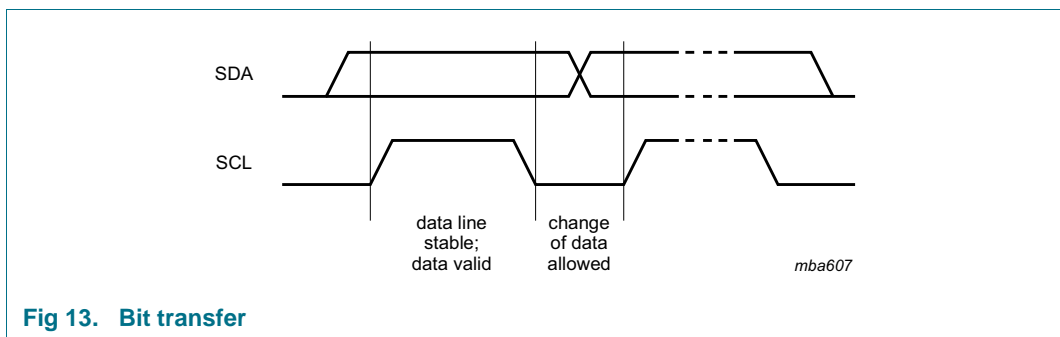 SDA
SCL
data line
stable;
data valid
change
of data
allowed
mba607
Fig 13. Bit transfer